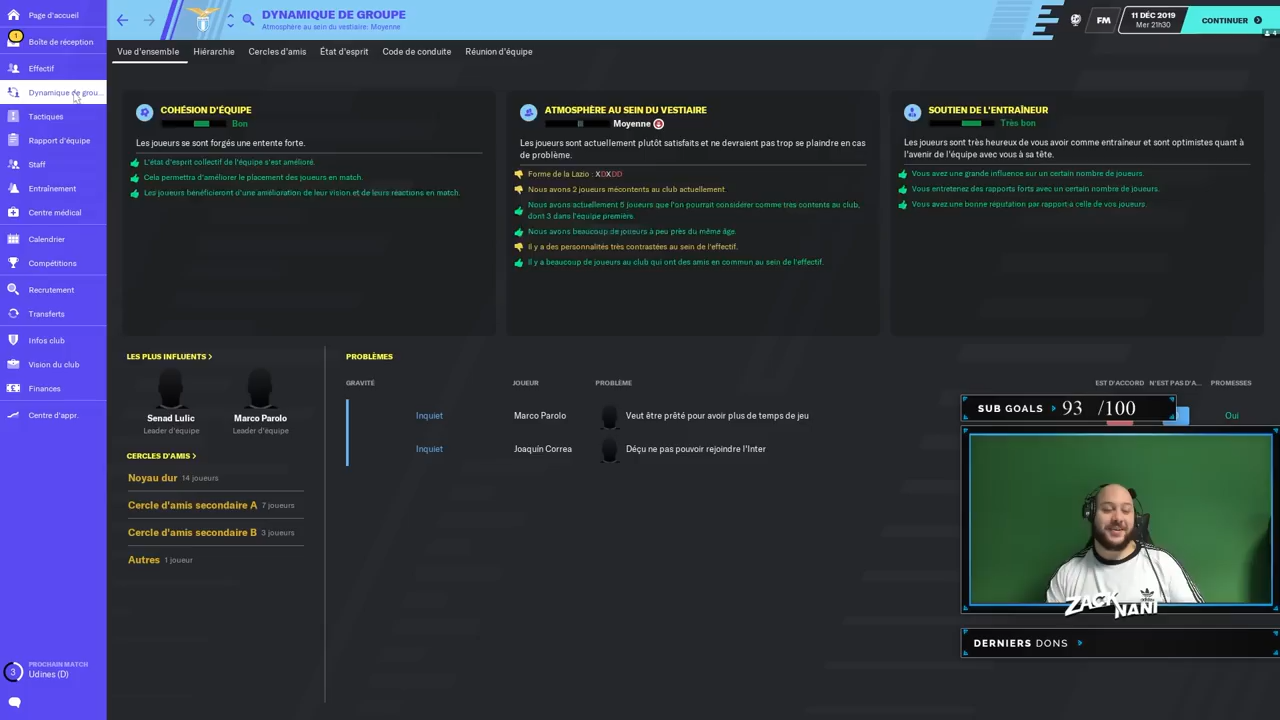 Page d'accueil
1
Boîte de réception
Effectif
Dynamique de grou...
Tactiques
Rapport d'équipe
Staff
Entraînement
Centre médical
Calendrier
Compétitions
Recrutement
Transferts
Infos club
Vision du club
Finances
Centre d'appr.
3
PROCHAIN MATCH
Udines (D)
DYNAMIQUE DE GROUPE
Atmosphère au sein du vestiaire: Moyenne
FM
11 DÉC 2019
Mer 21h30
CONTINUER
4
Vue d'ensemble
Hiérarchie
Cercles d'amis
État d'esprit
Code de conduite
Réunion d'équipe
COHÉSION D'ÉQUIPE
Bon
Les joueurs se sont forgés une entente forte.
L'état d'esprit collectif de l'équipe s'est amélioré.
Cela permettra d'améliorer le placement des joueurs en match.
Les joueurs bénéficieront d'une amélioration de leur vision et de leurs réactions en match.
ATMOSPHÈRE AU SEIN DU VESTIAIRE
Moyenne
Les joueurs sont actuellement plutôt satisfaits et ne devraient pas trop se plaindre en cas
de problème.
Forme de la Lazio : XDXDD
Nous avons 2 joueurs mécontents au club actuellement.
Nous avons actuellement 5 joueurs que l'on pourrait considérer comme très contents au club,
dont 3 dans l'équipe première.
Nous avons beaucoup de joueurs à peu près du même âge.
Il y a des personnalités très contrastées au sein de l'effectif.
Il y a beaucoup de joueurs au club qui ont des amis en commun au sein de l'effectif.
SOUTIEN DE L'ENTRAÎNEUR
Très bon
Les joueurs sont très heureux de vous avoir comme entraîneur et sont optimistes quant à
l'avenir de l'équipe avec vous à sa tête.
Vous avez une grande influence sur un certain nombre de joueurs.
Vous entretenez des rapports forts avec un certain nombre de joueurs.
Vous avez une bonne réputation par rapport à celle de vos joueurs.
LES PLUS INFLUENTS >
Senad Lulic
Leader d'équipe
Marco Parolo
Leader d'équipe
CERCLES D'AMIS >
Noyau dur 14 joueurs
Cercle d'amis secondaire A 7 joueurs
Cercle d'amis secondaire B 3 joueurs
Autres 1 joueur
PROBLÈMES
GRAVITÉ
JOUEUR
PROBLÈME
EST D'ACCORD
N'EST PAS D'A...
PROMESSES
Inquiet
Marco Parolo
Veut être prêté pour avoir plus de temps de jeu
Oui
Inquiet
Joaquín Correa
Déçu ne pas pouvoir rejoindre l'Inter
SUB GOALS 93 /100
ZACK
NANI
DERNIERS DONS